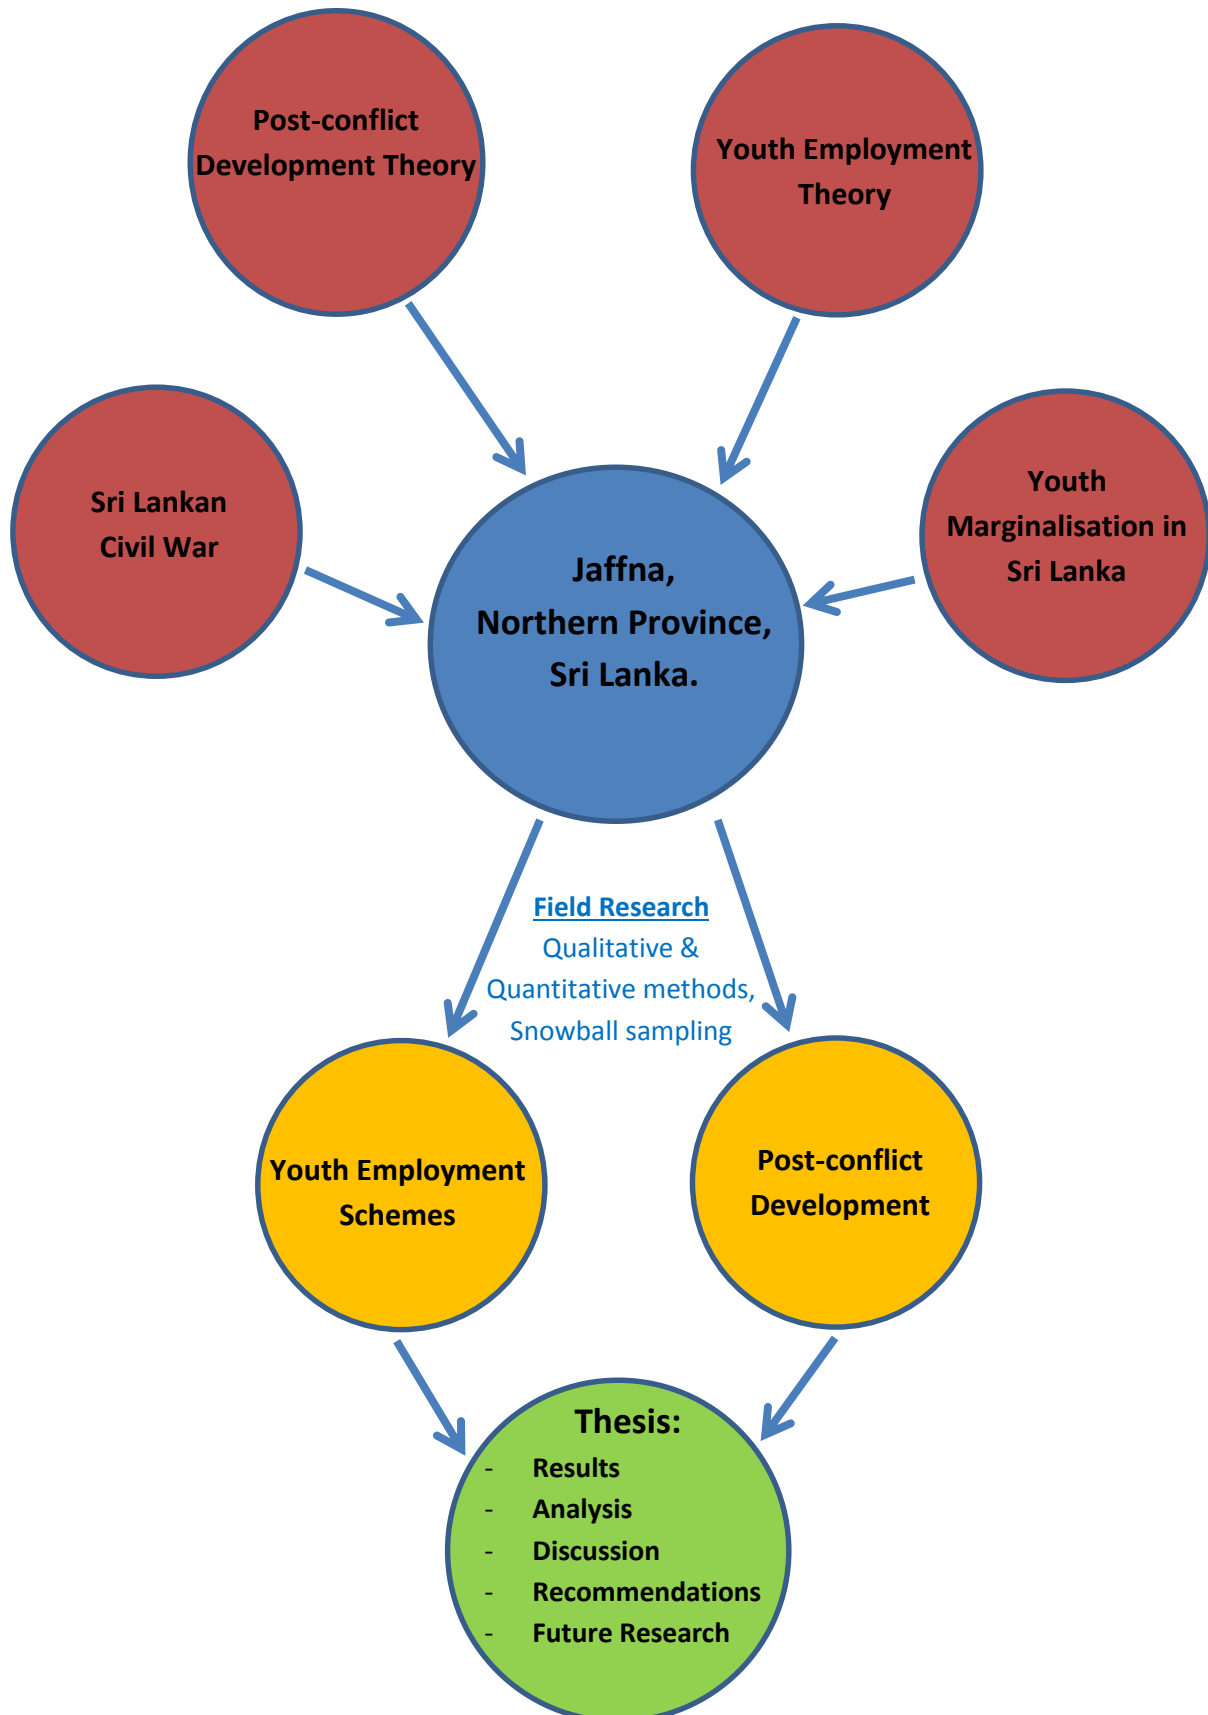 Post-conflict
Development Theory
Youth Employment
Theory
Sri Lankan
Civil War
Youth
Marginalisation in
Sri Lanka
Jaffna,
Northern Province,
Sri Lanka.
Field Research
Qualitative &
Quantitative methods,
Snowball sampling
Youth Employment
Schemes
Post-conflict
Development
Thesis:
- Results
- Analysis
- Discussion
- Recommendations
- Future Research